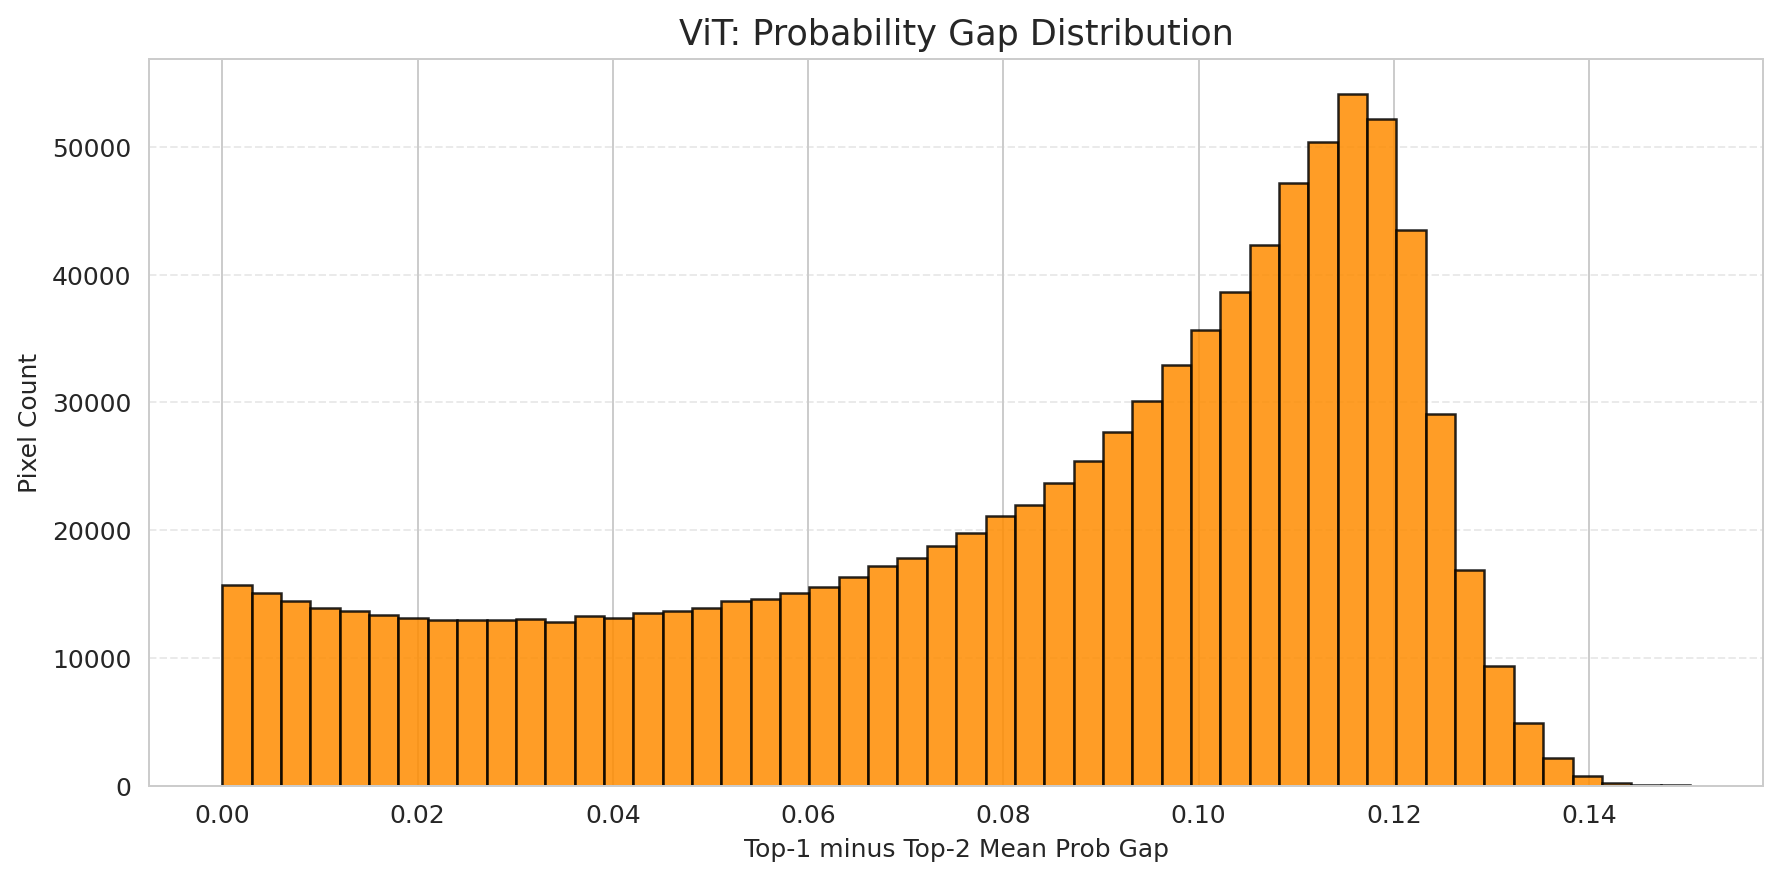 ViT: Probability Gap Distribution
Pixel Count
50000
40000
30000
20000
10000
0
0.00 0.02 0.04 0.06 0.08 0.10 0.12 0.14
Top-1 minus Top-2 Mean Prob Gap